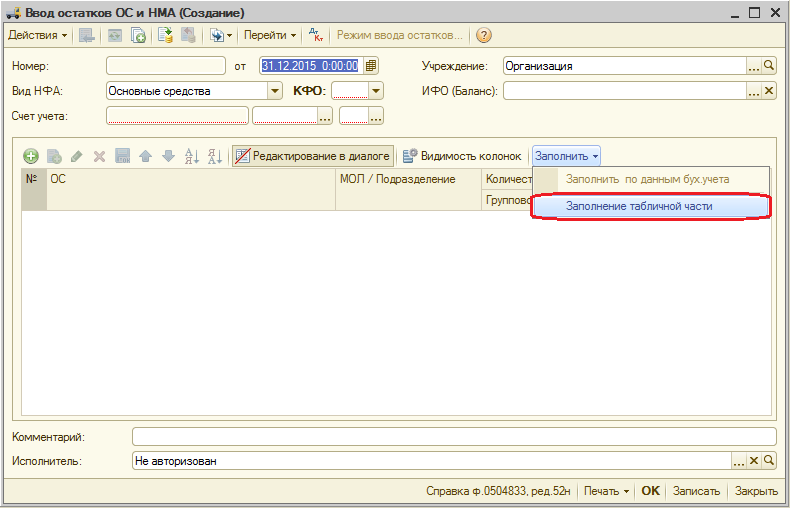 Ввод остатков ОС и НМА (Создание)
Действия Перейти Дт Кт Режим ввода остатков... ?
Номер: от 31.12.2015 0:00:00 Учреждение: Организация
Вид НФА: Основные средства КФО: ИФО (Баланс):
Счет учета:
Редактирование в диалоге Видимость колонок Заполнить
№ ОС МОЛ / Подразделение Количест
Группово
Заполнить по данным бух.учета
Заполнение табличной части
Комментарий:
Исполнитель: Не авторизован
Справка ф.0504833, ред.52н Печать OK Записать Закрыть